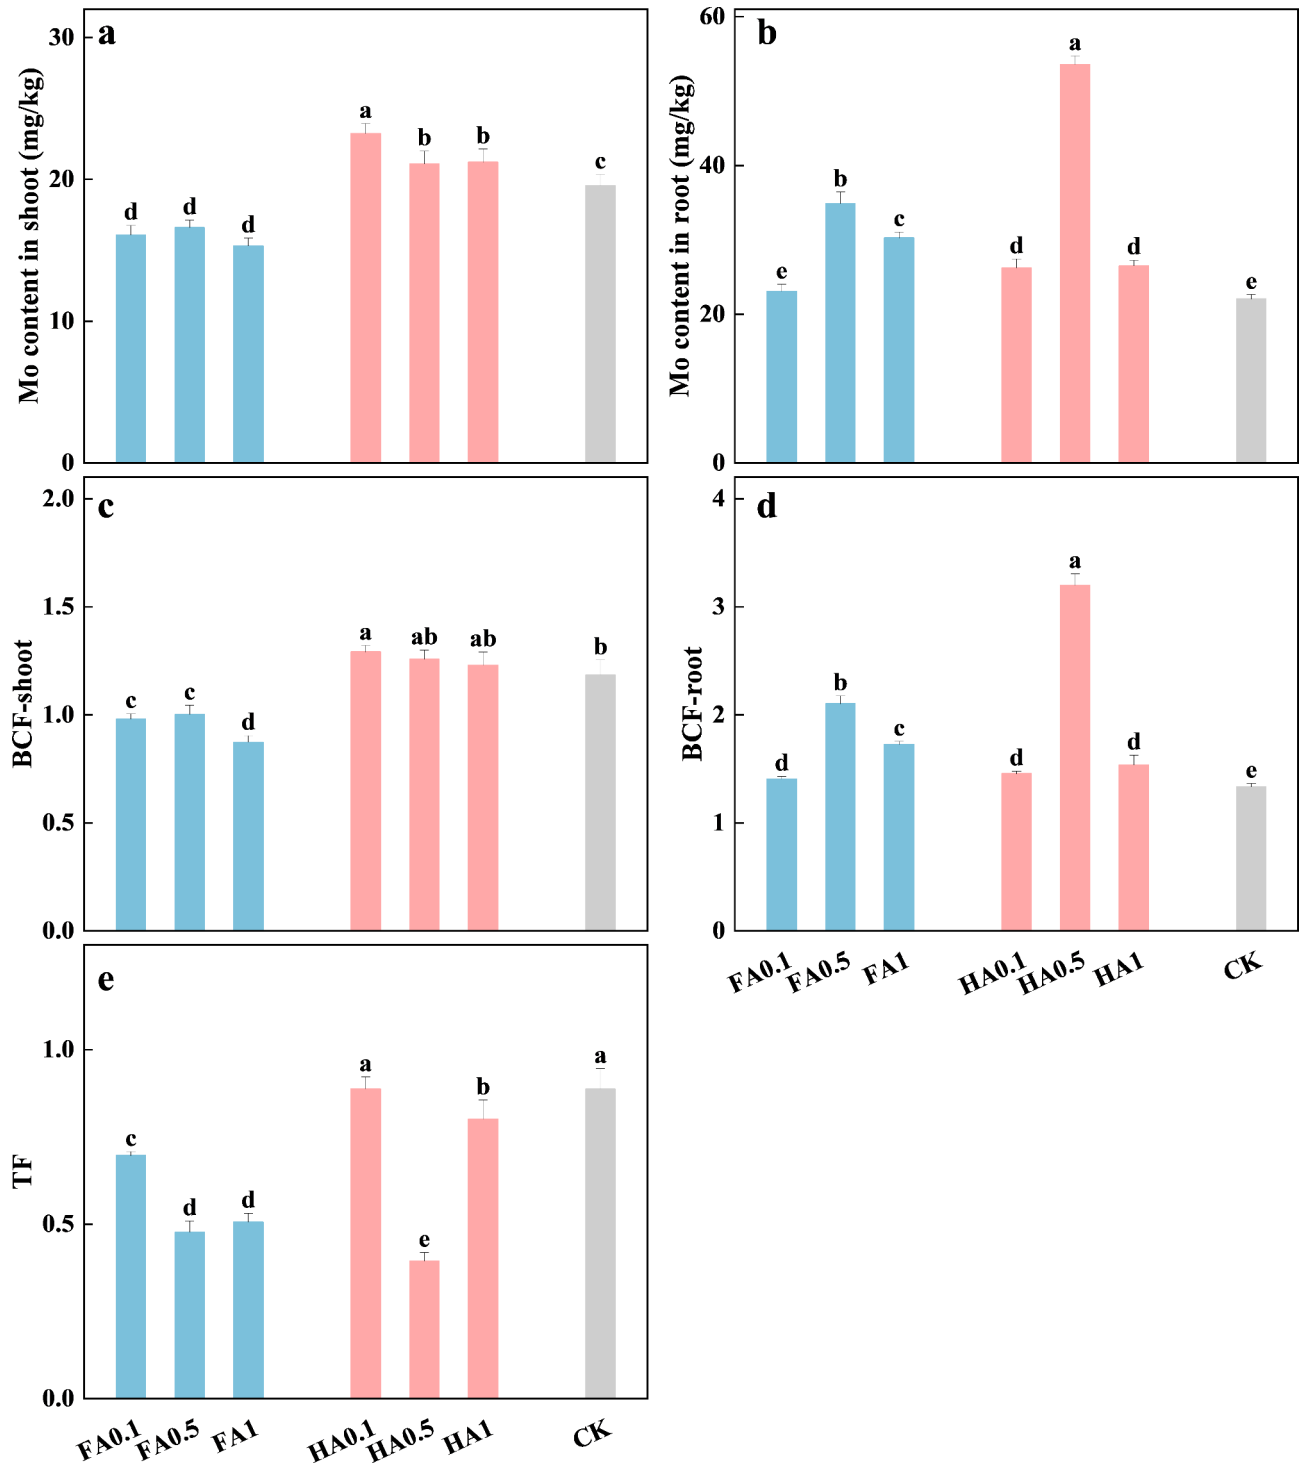 a
Mo content in shoot (mg/kg)
30
20
10
0
d
d
d
a
b
b
c
b
Mo content in root (mg/kg)
60
40
20
0
e
b
c
d
a
d
e
c
BCF-shoot
2.0
1.5
1.0
0.5
0.0
c
c
d
a
ab
ab
b
d
BCF-root
4
3
2
1
0
d
b
c
d
a
d
e
FA0.1
FA0.5
FA1
HA0.1
HA0.5
HA1
CK
e
TF
1.0
0.5
0.0
c
d
d
a
e
b
a
FA0.1
FA0.5
FA1
HA0.1
HA0.5
HA1
CK